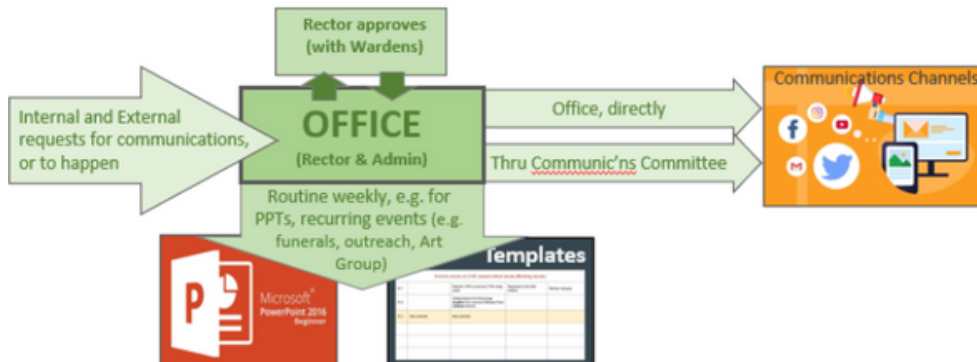 Rector approves
(with Wardens)
Internal and External
requests for communications,
or to happen
OFFICE
(Rector & Admin)
Office, directly
Thru Communic'ns Committee
Communications Channels
Routine weekly, e.g. for
PPTs, recurring events (e.g.
funerals, outreach, Art
Group)
P
Microsoft®
PowerPoint 2016
Beginner
Templates